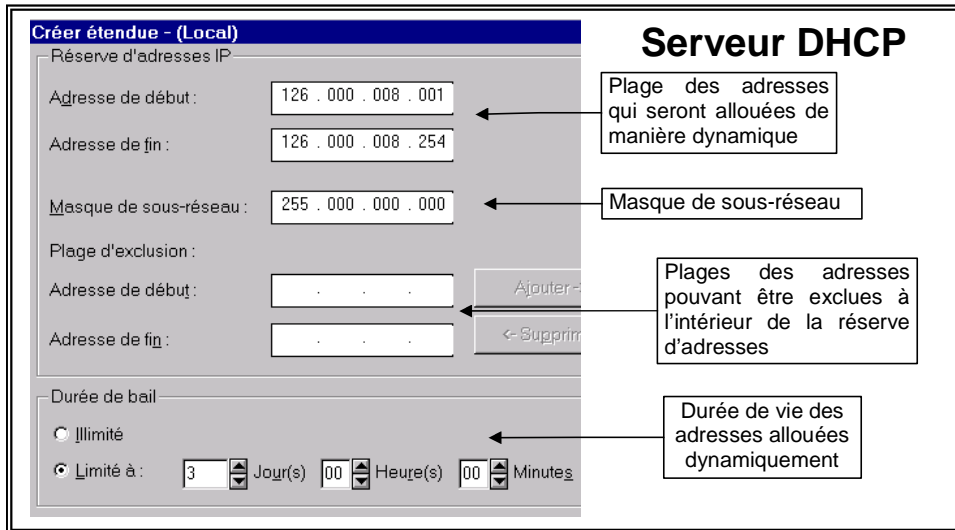 Créer étendue - (Local)
Serveur DHCP
Réserve d'adresses IP
Adresse de début :
126 . 000 . 008 . 001
Plage des adresses
qui seront allouées de
manière dynamique
Adresse de fin :
126 . 000 . 008 . 254
Masque de sous-réseau :
255 . 000 . 000 . 000
Masque de sous-réseau
Plage d'exclusion :
Adresse de début :
. . .
Ajouter -
Plages des adresses
pouvant être exclues à
l'intérieur de la réserve
d'adresses
Adresse de fin :
. . .
<- Supprim
Durée de bail
Illimité
Limité à :
3
Jour(s)
00
Heure(s)
00
Minutes
Durée de vie des
adresses allouées
dynamiquement